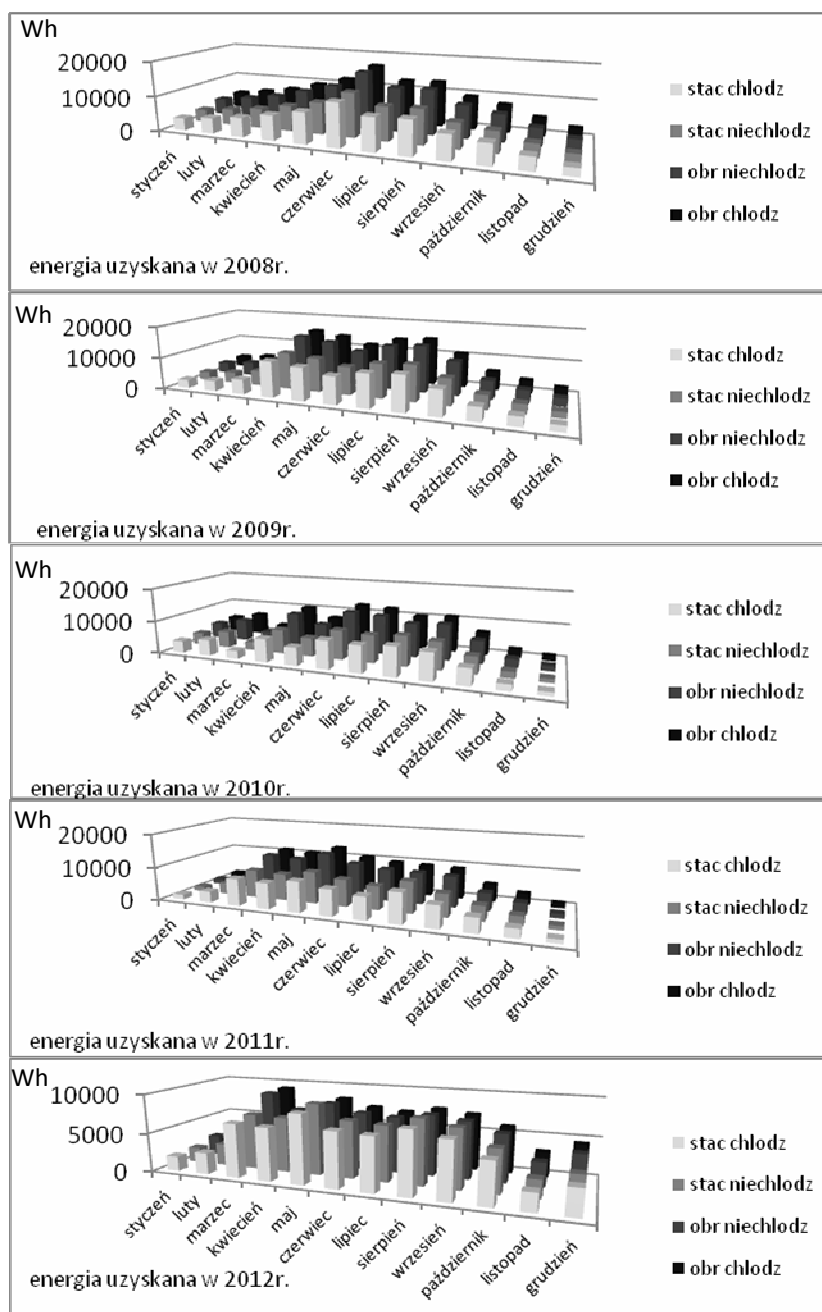 Wh
20000
10000
0
styczeń
luty
marzec
kwiecień
maj
czerwiec
lipiec
sierpień
wrzesień
październik
listopad
grudzień
stac chlodz
stac niechlodz
obr niechlodz
obr chlodz
energia uzyskana w 2008r.
Wh
20000
10000
0
styczeń
luty
marzec
kwiecień
maj
czerwiec
lipiec
sierpień
wrzesień
październik
listopad
grudzień
stac chlodz
stac niechlodz
obr niechlodz
obr chlodz
energia uzyskana w 2009r.
Wh
20000
10000
0
styczeń
luty
marzec
kwiecień
maj
czerwiec
lipiec
sierpień
wrzesień
październik
listopad
grudzień
stac chlodz
stac niechlodz
obr niechlodz
obr chlodz
energia uzyskana w 2010r.
Wh
20000
10000
0
styczeń
luty
marzec
kwiecień
maj
czerwiec
lipiec
sierpień
wrzesień
październik
listopad
grudzień
stac chlodz
stac niechlodz
obr niechlodz
obr chlodz
energia uzyskana w 2011r.
Wh
10000
5000
0
styczeń
luty
marzec
kwiecień
maj
czerwiec
lipiec
sierpień
wrzesień
październik
listopad
grudzień
stac chlodz
stac niechlodz
obr niechlodz
obr chlodz
energia uzyskana w 2012r.